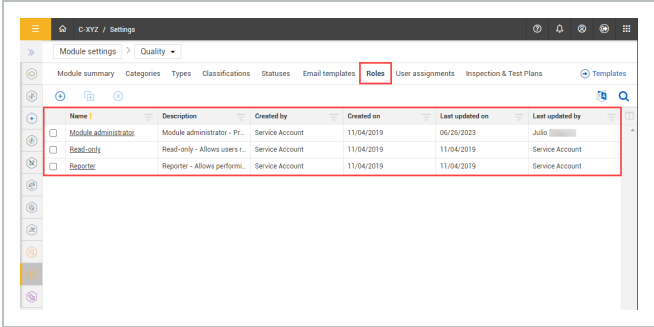 C-XYZ / Settings
Module settings > Quality
Module summary Categories Types Classifications Statuses Email templates Roles User assignments Inspection & Test Plans Templates
Name Description Created by Created on Last updated on Last updated by
Module administrator Module administrator - Pr... Service Account 11/04/2019 06/26/2023 Julio
Read-only Read-only - Allows users r... Service Account 11/04/2019 11/04/2019 Service Account
Reporter Reporter - Allows performi... Service Account 11/04/2019 11/04/2019 Service Account